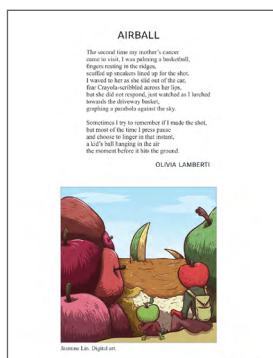 AIRBALL
The second time my mother's cancer
came to visit, I was palming a basketball,
fingers resting in the ridges,
scuffed up sneakers lined up for the shot.
I waved to her as she slid out of the car,
fear Crayola-scribbled across her lips,
but she did not respond, just watched as I lurched
towards the driveway basket,
graphing a parabola against the sky.
Sometimes I try to remember if I made the shot,
but most of the time I press pause
and choose to linger in that instant,
a kid's ball hanging in the air
the moment before it hits the ground.
OLIVIA LAMBERTI
Jasmine Lin. Digital art.